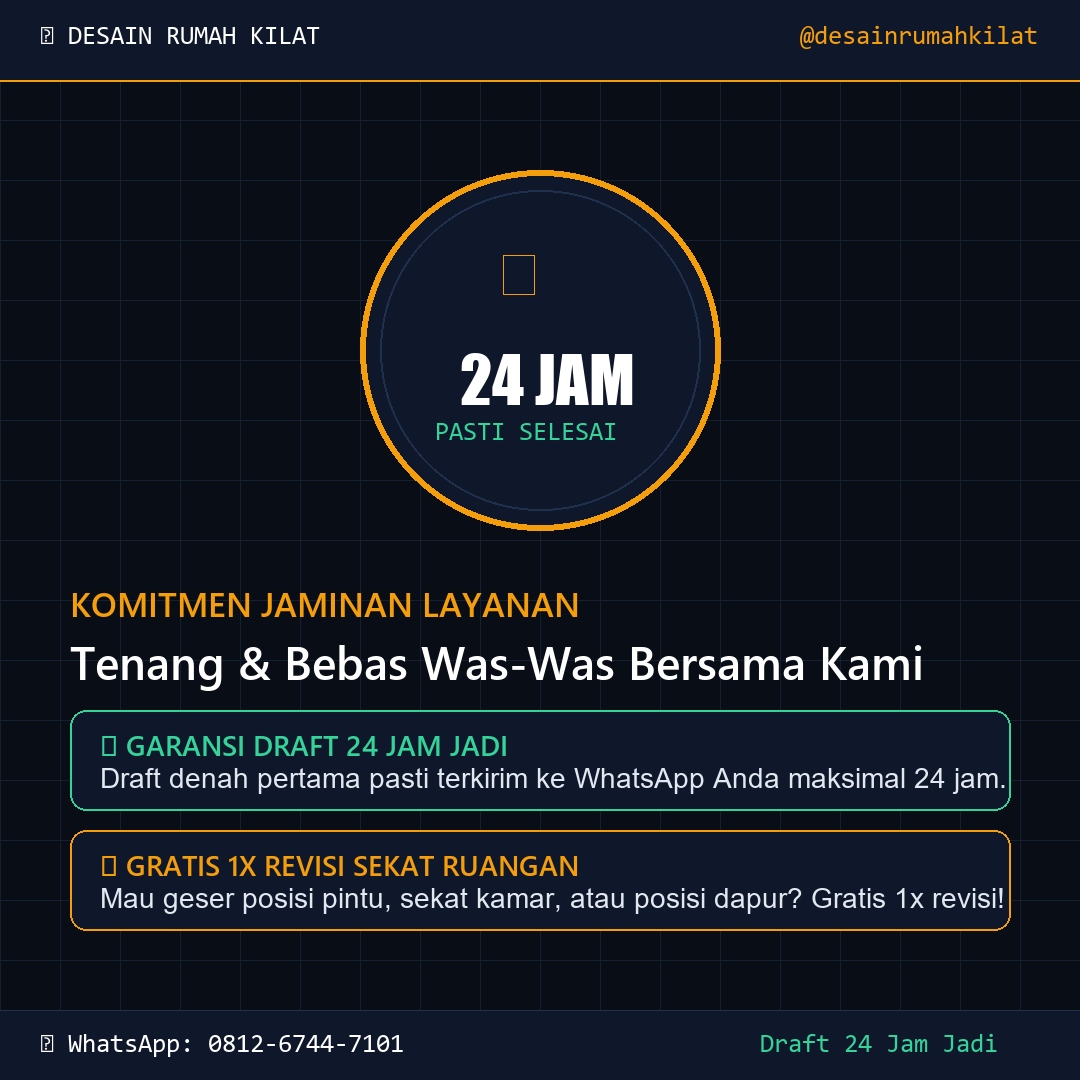 DESAIN RUMAH KILAT
@desainrumahkilat
24 JAM
PASTI SELESAI
KOMITMEN JAMINAN LAYANAN
Tenang & Bebas Was-Was Bersama Kami
GARANSI DRAFT 24 JAM JADI
Draft denah pertama pasti terkirim ke WhatsApp Anda maksimal 24 jam.
GRATIS 1X REVISI SEKAT RUANGAN
Mau geser posisi pintu, sekat kamar, atau posisi dapur? Gratis 1x revisi!
WhatsApp: 0812-6744-7101
Draft 24 Jam Jadi